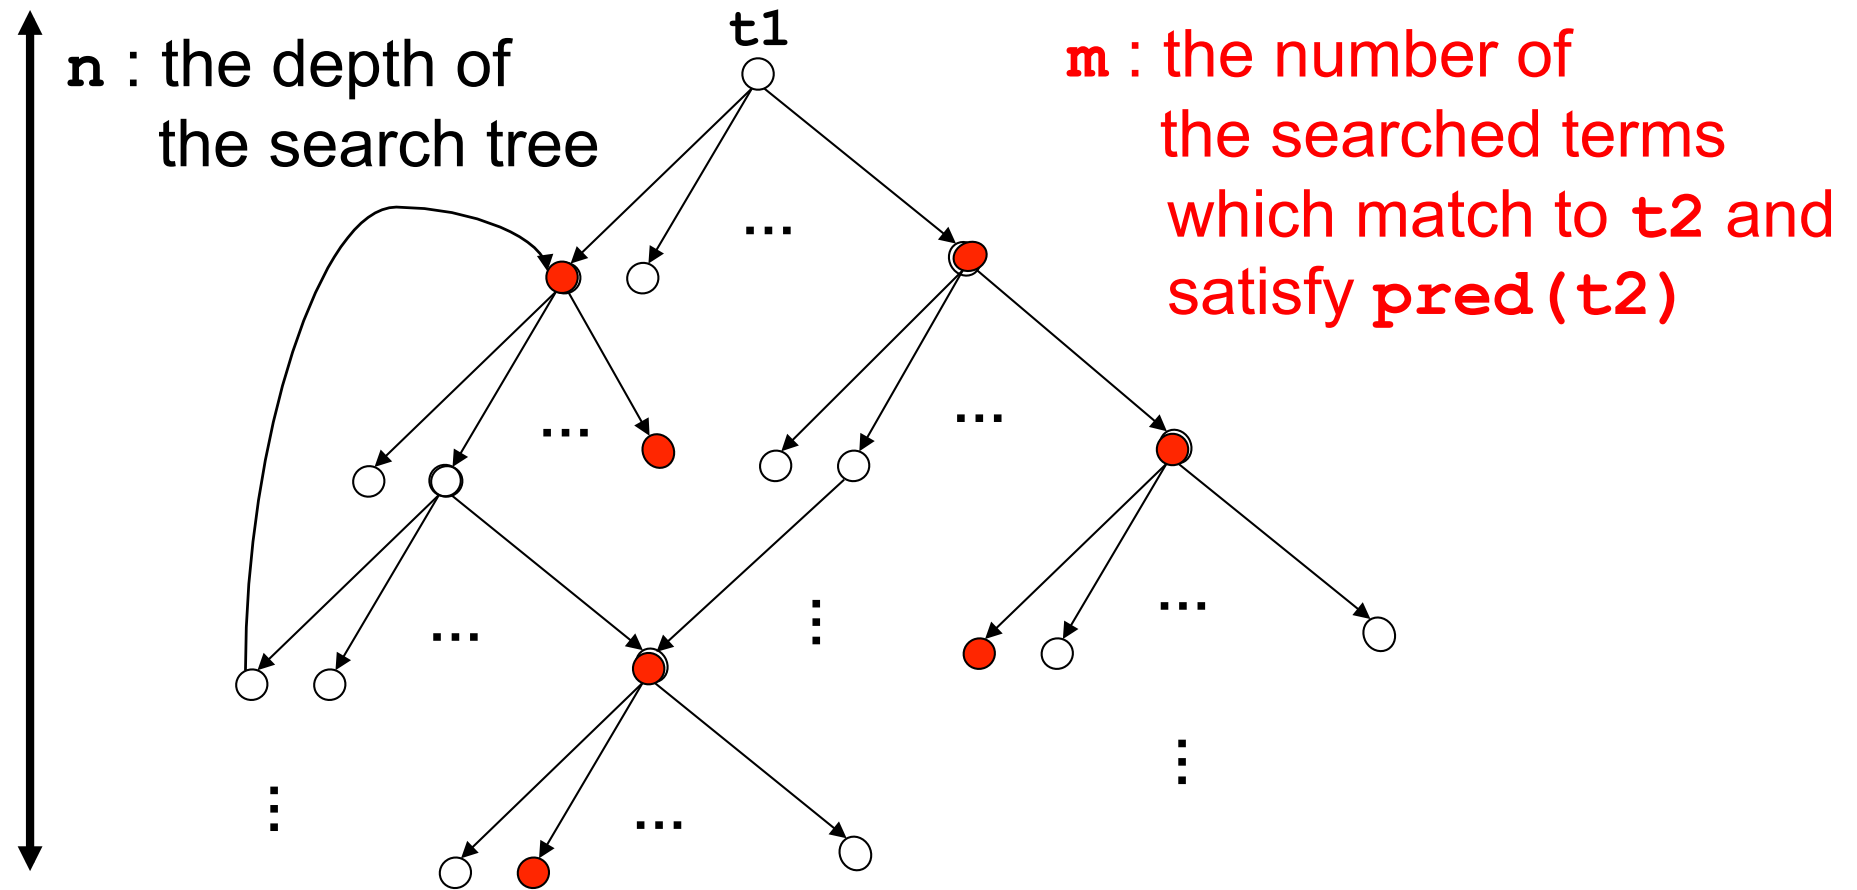 t1
n : the depth of
the search tree
m : the number of
the searched terms
which match to t2 and
satisfy pred(t2)
...
...
...
...
...
...
...
...
...